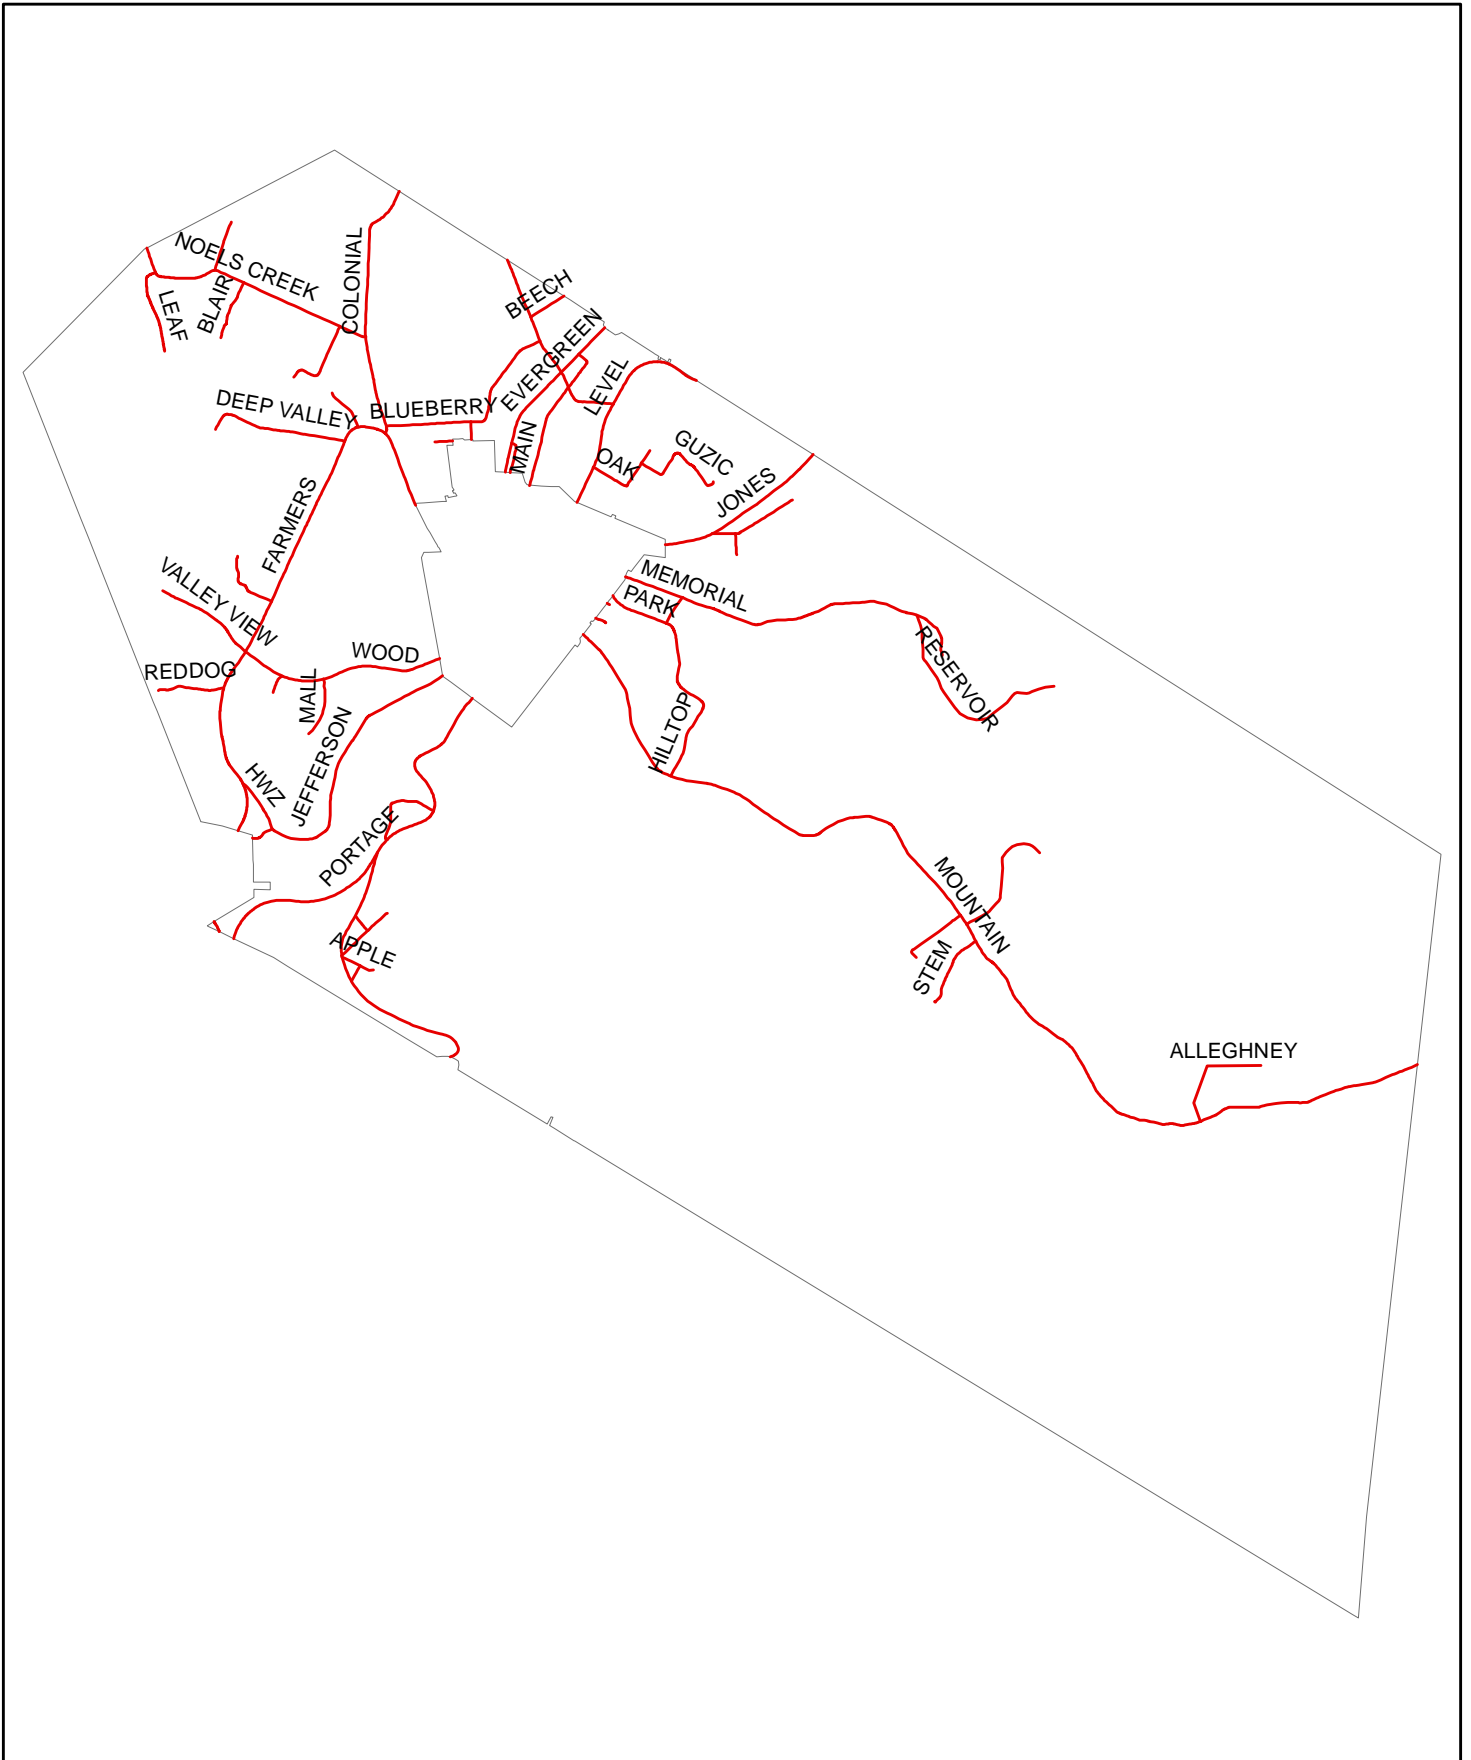 NOELS CREEK
COLONIAL
LEAF
BLAIR
BEECH
EVERGREEN
LEVEL
DEEP VALLEY
BLUEBERRY
MAIN
OAK
GUZIC
JONES
FARMERS
VALLEY VIEW
MEMORIAL
PARK
WOOD
REDDOG
MALL
RESERVOIR
JEFFERSON
HILLTOP
HWZ
PORTAGE
MOUNTAIN
APPLE
STEM
ALLEGHNEY